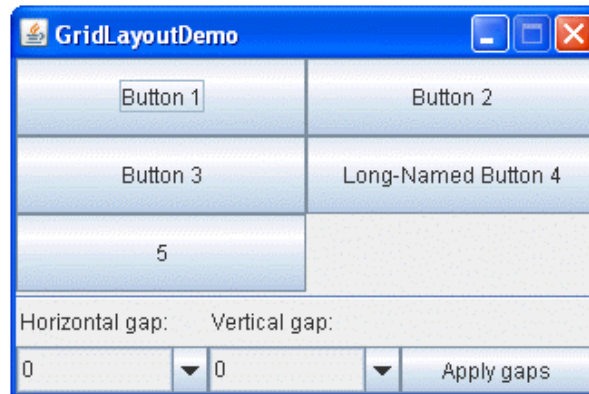 GridLayoutDemo
Button 1 Button 2
Button 3 Long-Named Button 4
5
Horizontal gap: Vertical gap:
0 0 Apply gaps